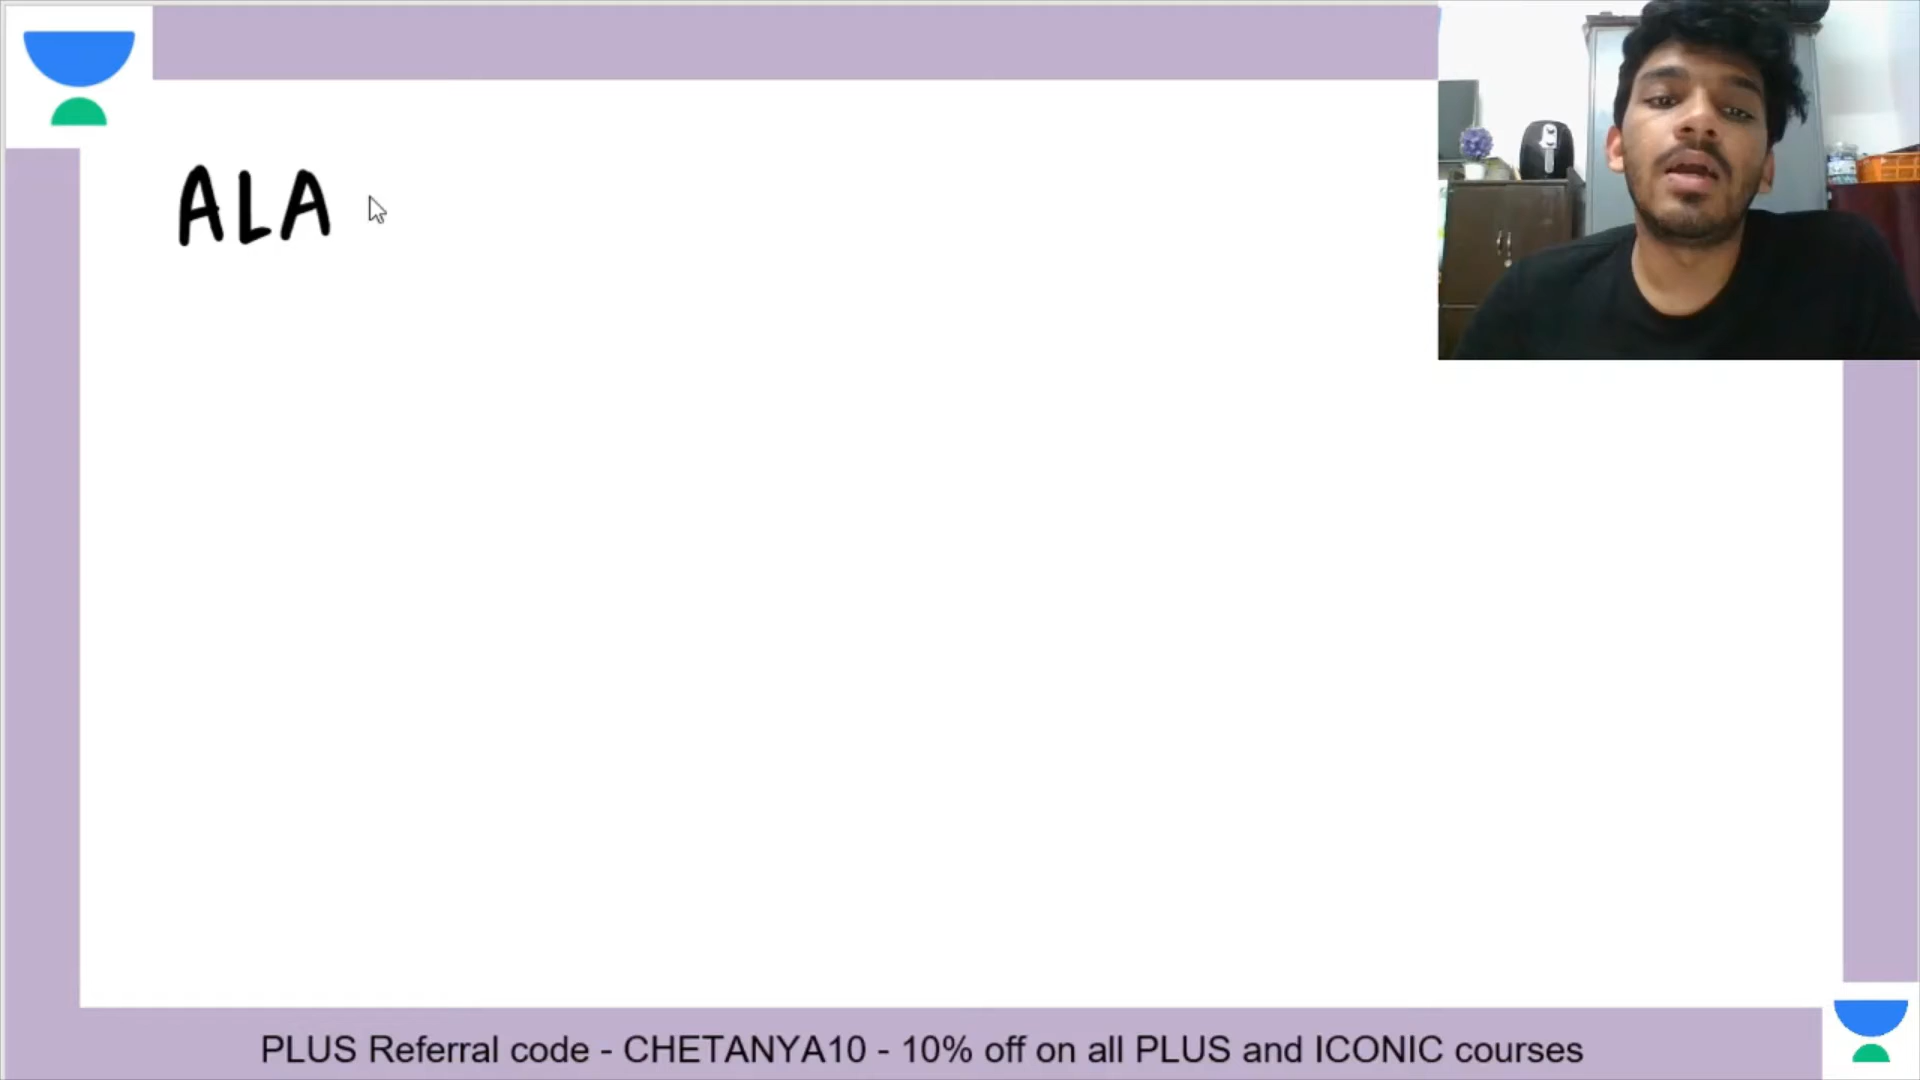 ALA
PLUS Referral code - CHETANYA10 - 10% off on all PLUS and ICONIC courses